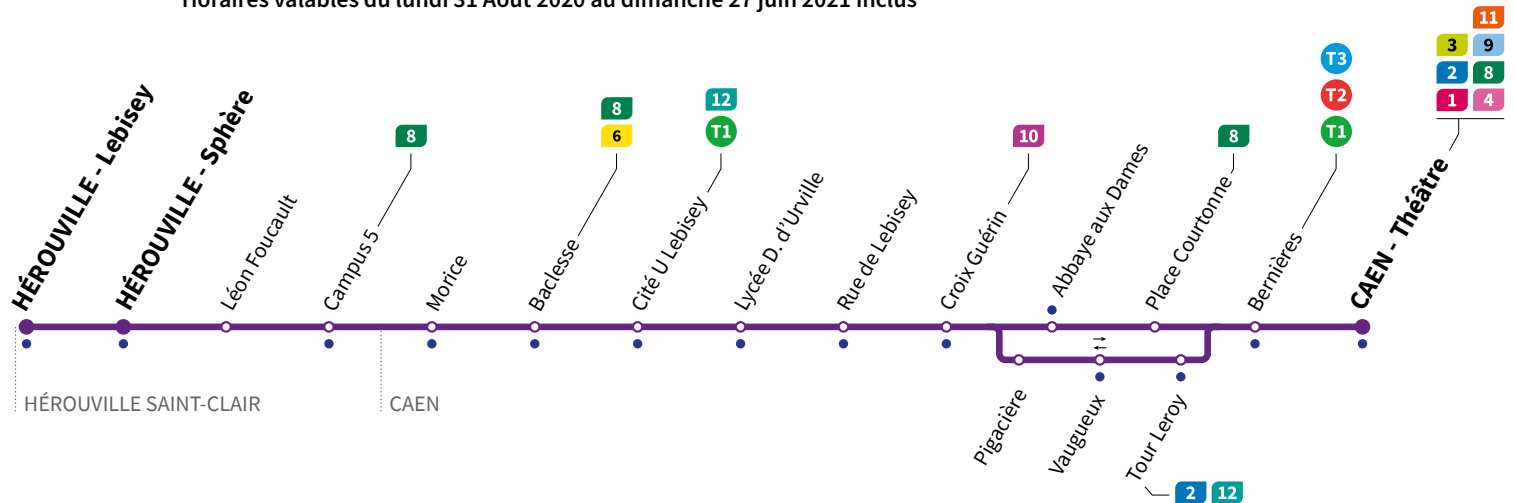 Horaires valables du lundi 31 Août 2020 au dimanche 27 juin 2021 inclus
HÉROUVILLE - Lebisey
HÉROUVILLE - Sphère
Léon Foucault
Campus 5
8
Morice
Baclesse
8
6
Cité U Lebisey
12
T1
Lycée D. d'Urville
Rue de Lebisey
Croix Guérin
10
Abbaye aux Dames
Place Courtonne
8
Bernières
T3
T2
T1
CAEN - Théâtre
11
3 9
2 8
1 4
Pigacière
Vaugueux
Tour Leroy
2 12
HÉROUVILLE SAINT-CLAIR
CAEN